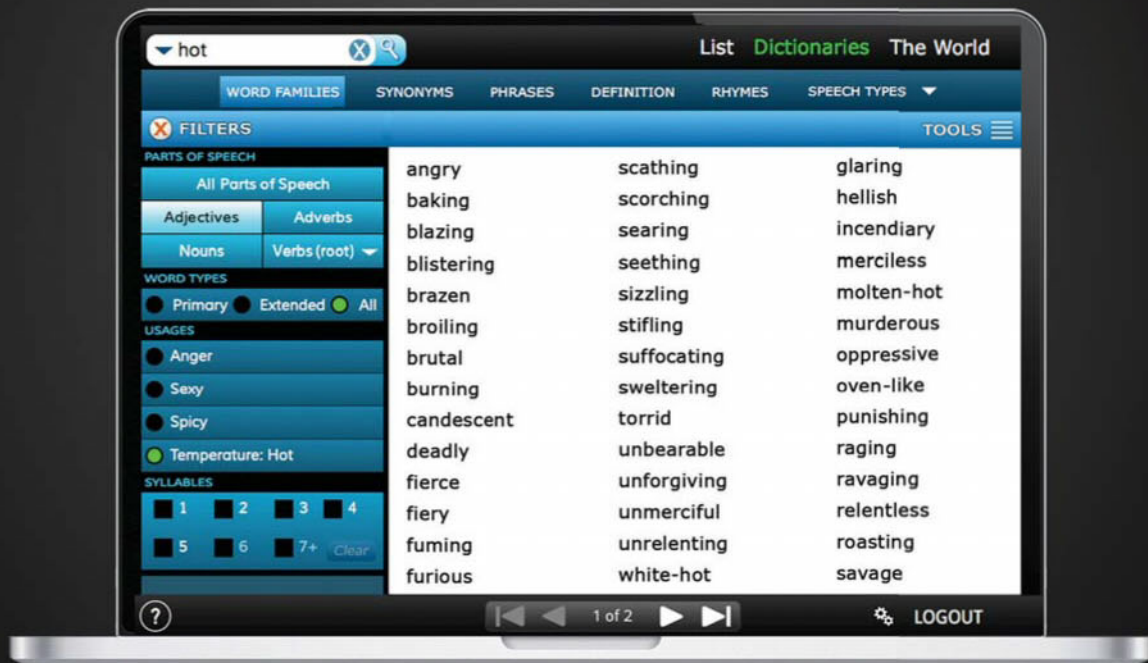 hot
List Dictionaries The World
WORD FAMILIES SYNONYMS PHRASES DEFINITION RHYMES SPEECH TYPES
X FILTERS
TOOLS
PARTS OF SPEECH
All Parts of Speech
Adjectives Adverbs
Nouns Verbs (root)
WORD TYPES
Primary Extended All
USAGES
Anger
Sexy
Spicy
Temperature: Hot
SYLLABLES
1 2 3 4
5 6 7+ Clear
angry
baking
blazing
blistering
brazen
broiling
brutal
burning
candescent
deadly
fierce
fiery
fuming
furious
scathing
scorching
searing
seething
sizzling
stifling
suffocating
sweltering
torrid
unbearable
unforgiving
unmerciful
unrelenting
white-hot
glaring
hellish
incendiary
merciless
molten-hot
murderous
oppressive
oven-like
punishing
raging
ravaging
relentless
roasting
savage
? 1 of 2 LOGOUT